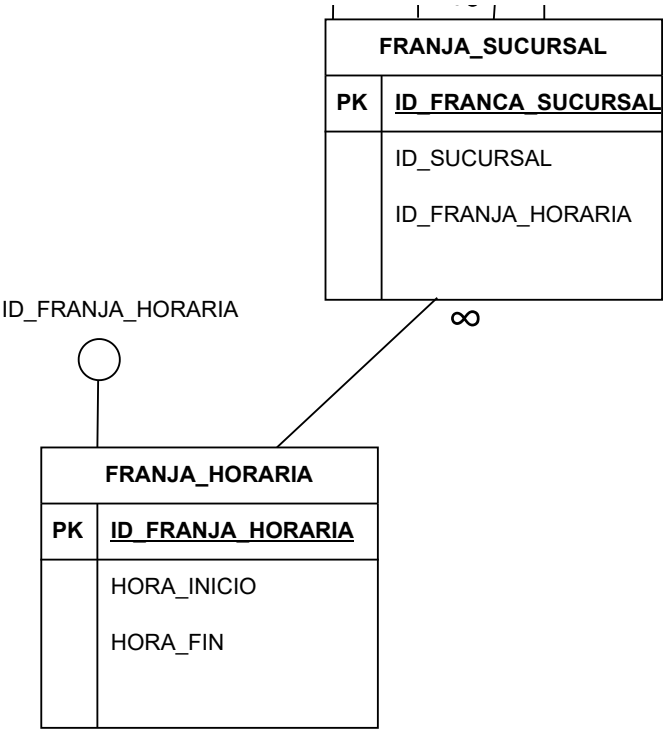 FRANJA_SUCURSAL
PK ID_FRANCA_SUCURSAL
ID_SUCURSAL
ID_FRANJA_HORARIA
∞
ID_FRANJA_HORARIA
FRANJA_HORARIA
PK ID_FRANJA_HORARIA
HORA_INICIO
HORA_FIN